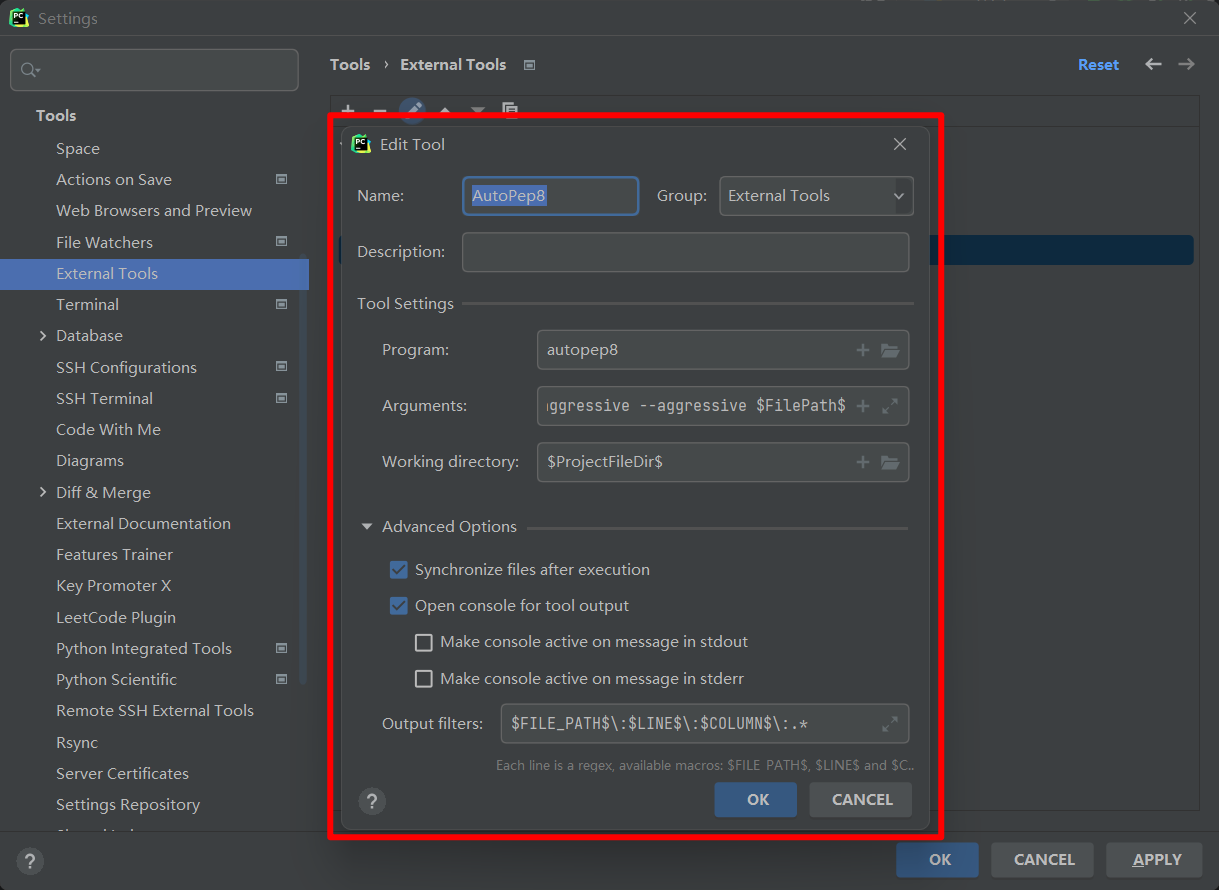 Settings
Tools › External Tools
Reset
Tools
Space
Actions on Save
Web Browsers and Preview
File Watchers
External Tools
Terminal
Database
SSH Configurations
SSH Terminal
Code With Me
Diagrams
Diff & Merge
External Documentation
Features Trainer
Key Promoter X
LeetCode Plugin
Python Integrated Tools
Python Scientific
Remote SSH External Tools
Rsync
Server Certificates
Settings Repository
Edit Tool
Name: AutoPep8 Group: External Tools
Description:
Tool Settings
Program: autopep8
Arguments: aggressive --aggressive $FilePath$
Working directory: $ProjectFileDir$
Advanced Options
Synchronize files after execution
Open console for tool output
Make console active on message in stdout
Make console active on message in stderr
Output filters: $FILE_PATH$\:$LINE$\:$COLUMN$\:.*
Each line is a regex, available macros: $FILE_PATH$, $LINE$ and $C..
? OK CANCEL
? OK CANCEL APPLY